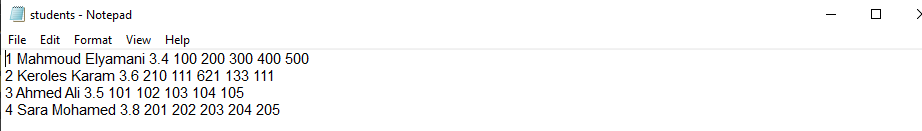 students - Notepad
File Edit Format View Help
1 Mahmoud Elyamani 3.4 100 200 300 400 500
2 Keroles Karam 3.6 210 111 621 133 111
3 Ahmed Ali 3.5 101 102 103 104 105
4 Sara Mohamed 3.8 201 202 203 204 205